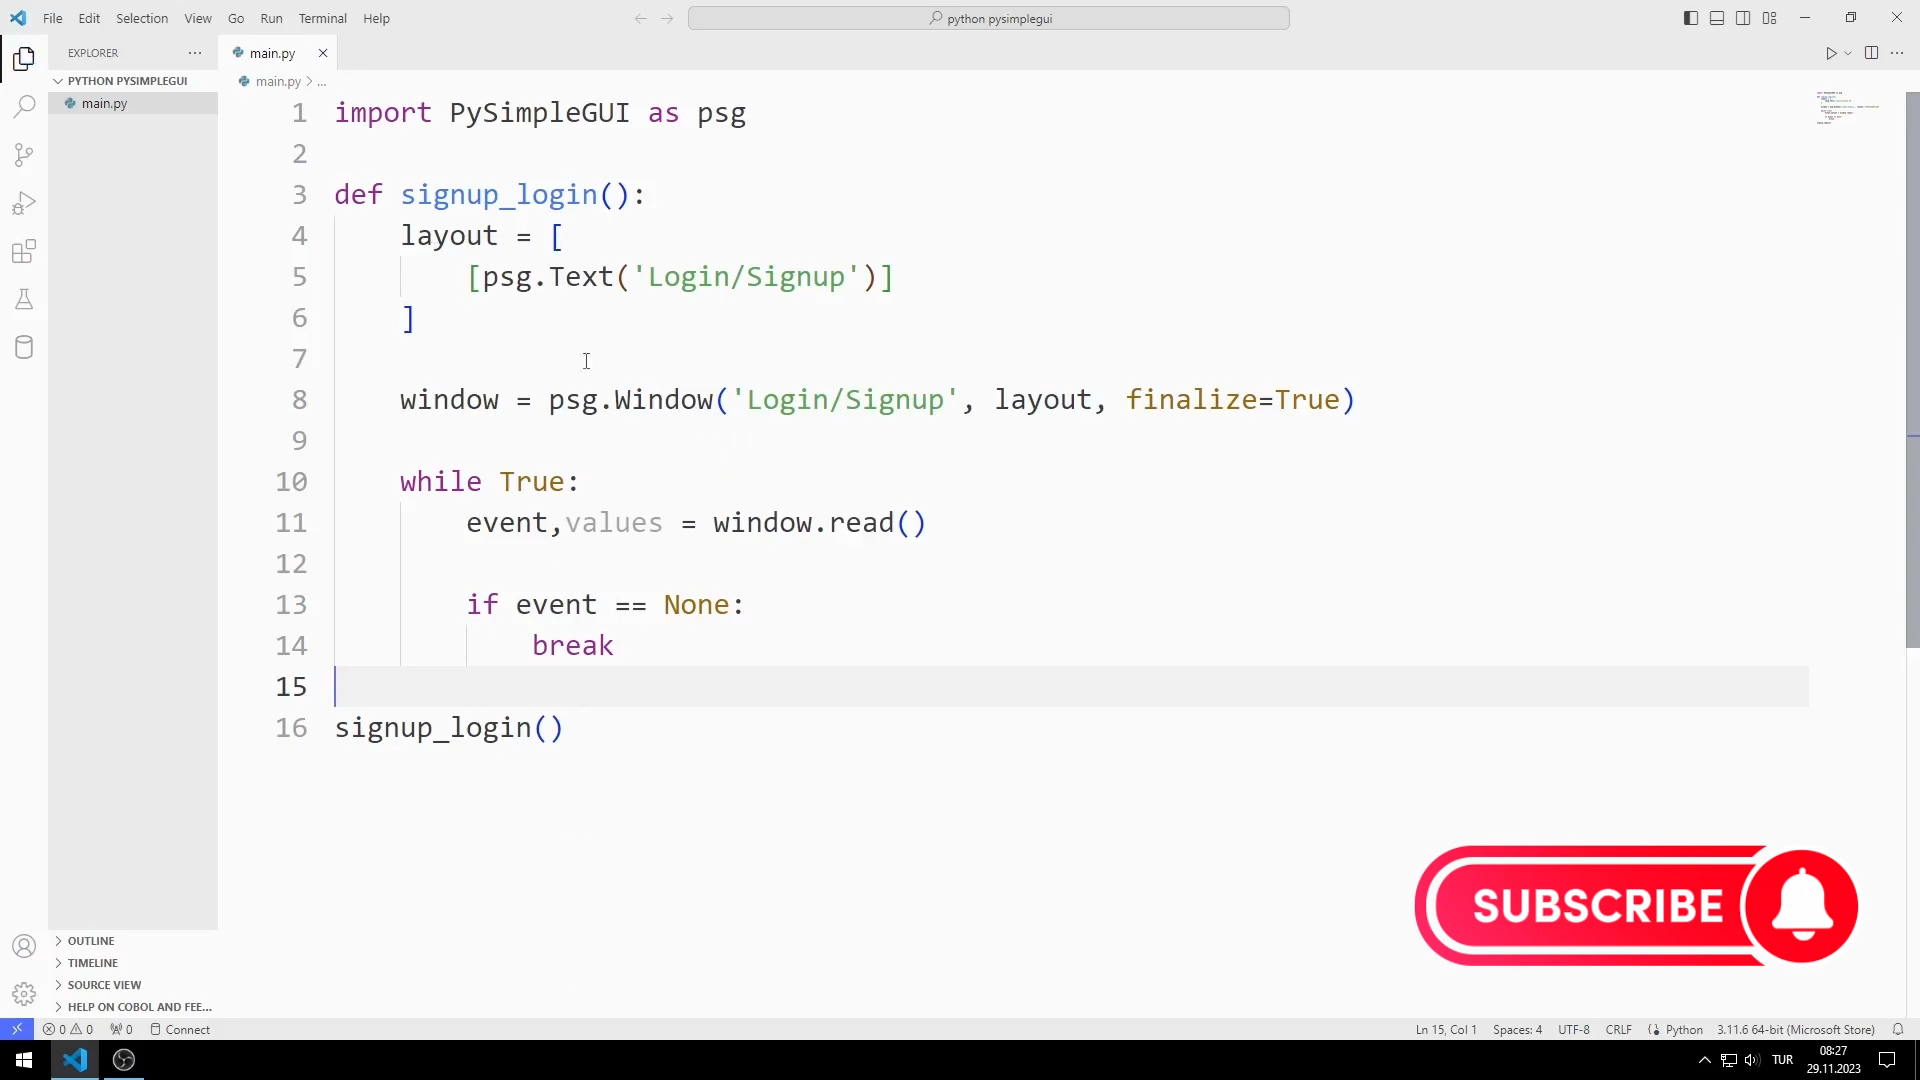 File Edit Selection View Go Run Terminal Help
python pysimplegui
EXPLORER
main.py
PYTHON PYSIMPLEGUI
main.py > ...
main.py
1 import PySimpleGUI as psg
2
3 def signup_login():
4 layout = [
5 [psg.Text('Login/Signup')]
6 ]
7
8 window = psg.Window('Login/Signup', layout, finalize=True)
9
10 while True:
11 event,values = window.read()
12
13 if event == None:
14 break
15
16 signup_login()
SUBSCRIBE
OUTLINE
TIMELINE
SOURCE VIEW
HELP ON COBOL AND FEE...
0 0 0 Connect
Ln 15, Col 1 Spaces: 4 UTF-8 CRLF Python 3.11.6 64-bit (Microsoft Store)
TUR
08:27
29.11.2023